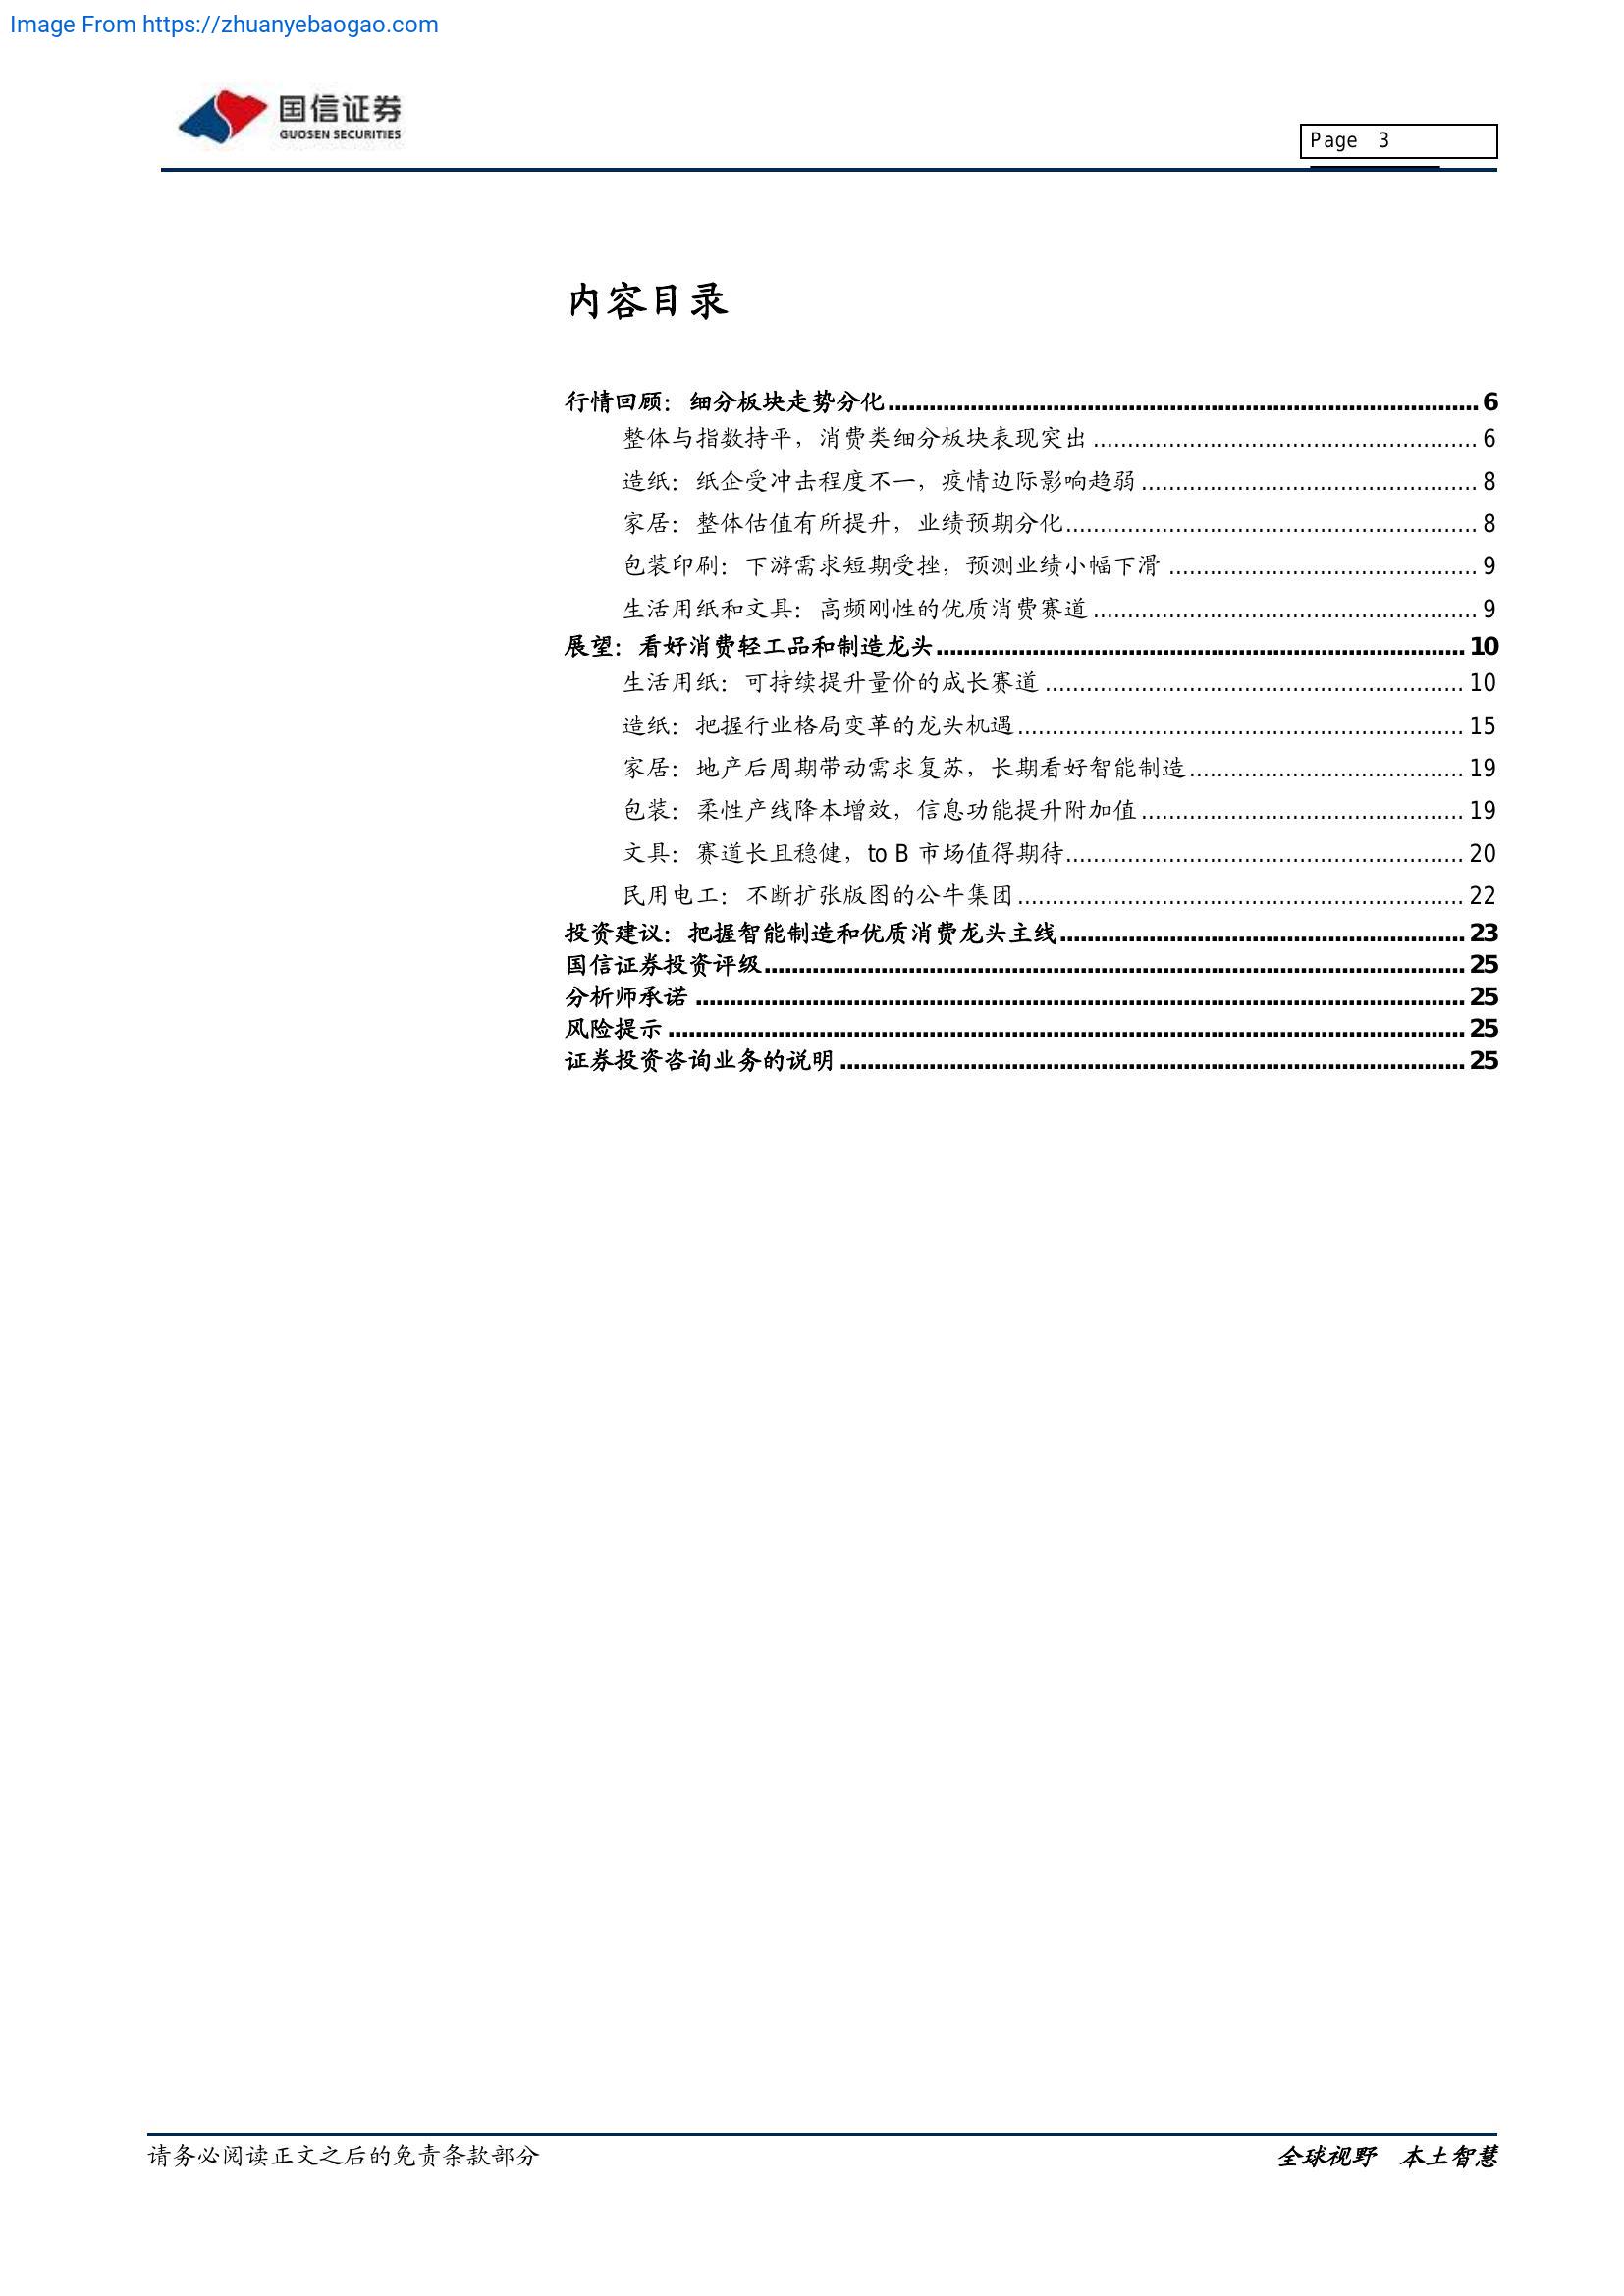 Image From https://zhuanyebaogao.com
国信证券
GUOSEN SECURITIES
Page 3
内容目录
行情回顾：细分板块走势分化..........6
整体与指数持平，消费类细分板块表现突出..........6
造纸：纸企受冲击程度不一，疫情边际影响趋弱..........8
家居：整体估值有所提升，业绩预期分化..........8
包装印刷：下游需求短期受挫，预测业绩小幅下滑..........9
生活用纸和文具：高频刚性的优质消费赛道..........9
展望：看好消费轻工品和制造龙头..........10
生活用纸：可持续提升量价的成长赛道..........10
造纸：把握行业格局变革的龙头机遇..........15
家居：地产后周期带动需求复苏，长期看好智能制造..........19
包装：柔性产线降本增效，信息功能提升附加值..........19
文具：赛道长且稳健，to B 市场值得期待..........20
民用电工：不断扩张版图的公牛集团..........22
投资建议：把握智能制造和优质消费龙头主线..........23
国信证券投资评级..........25
分析师承诺..........25
风险提示..........25
证券投资咨询业务的说明..........25
请务必阅读正文之后的免责条款部分
全球视野 本土智慧